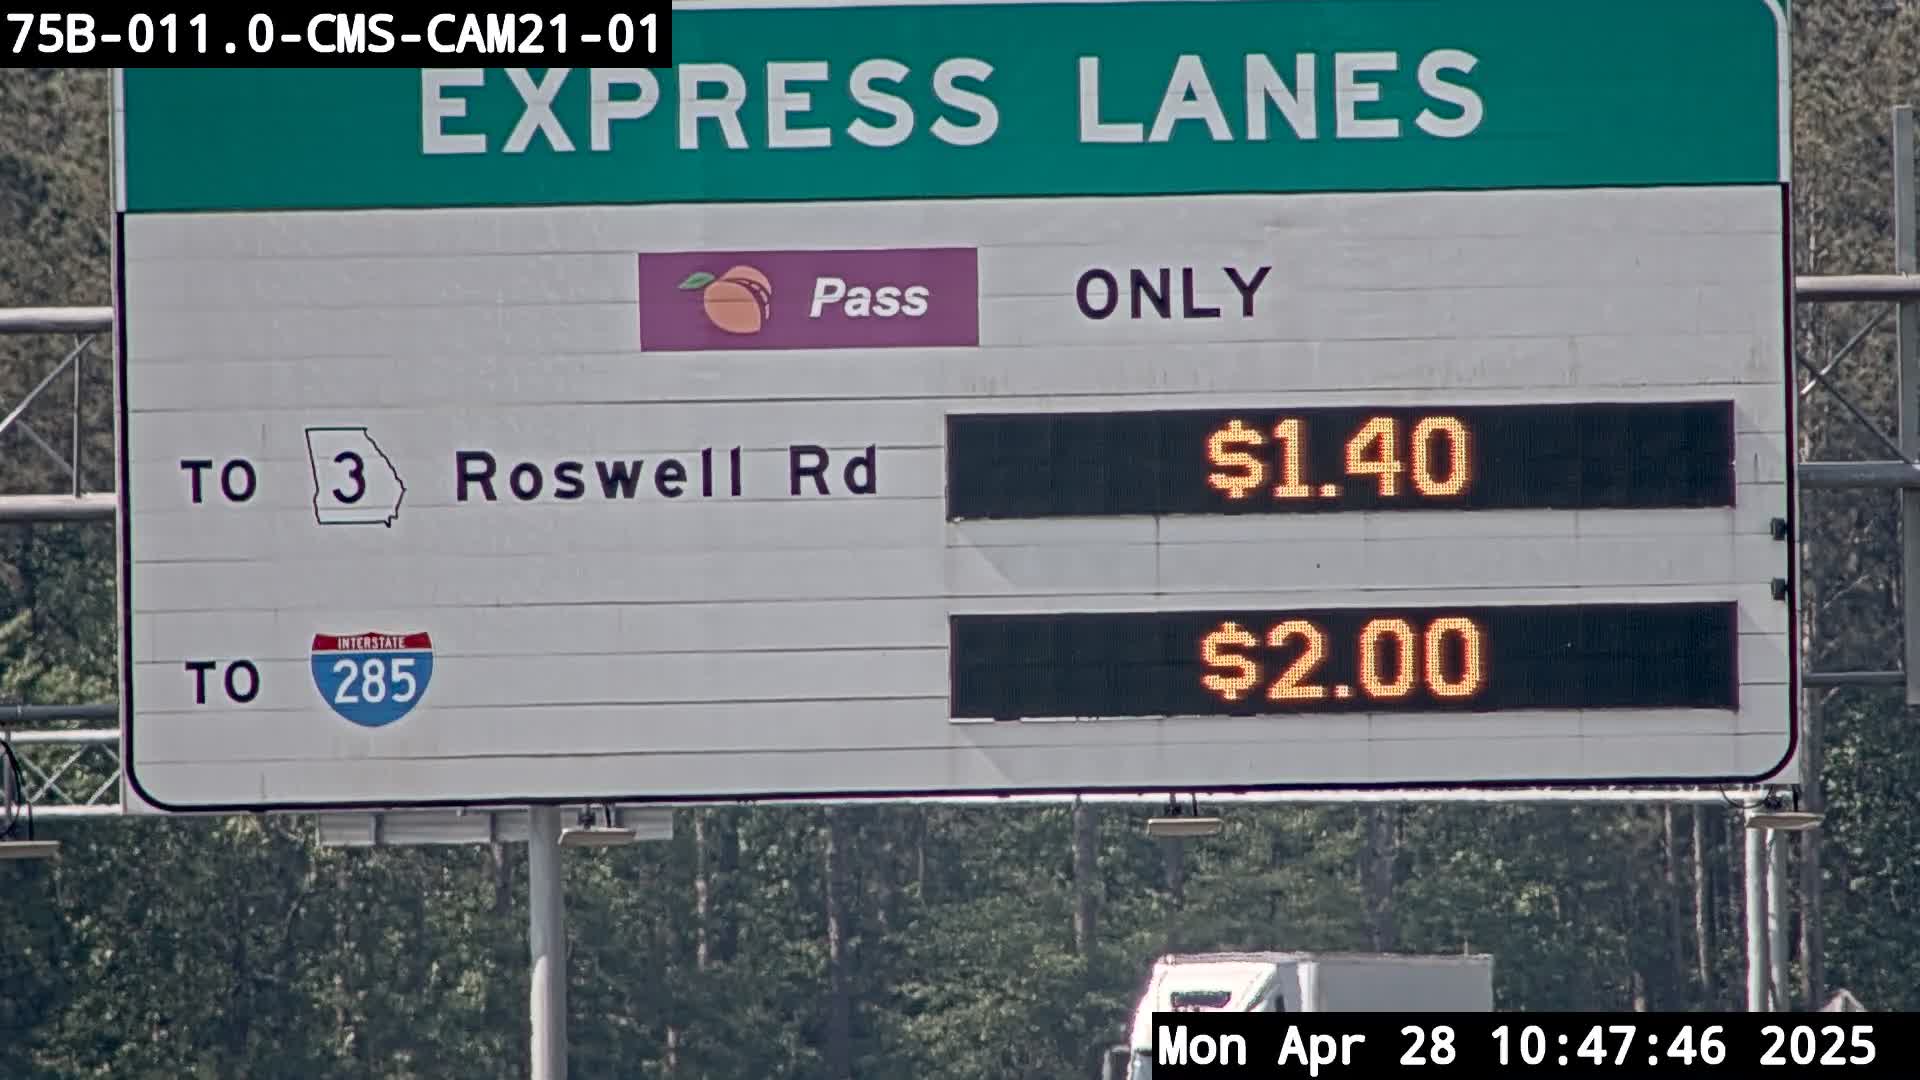 75B-011.0-CMS-CAM21-01
EXPRESS LANES
Pass ONLY
TO 3 Roswell Rd $1.40
INTERSTATE
TO 285 $2.00
Mon Apr 28 10:47:46 2025